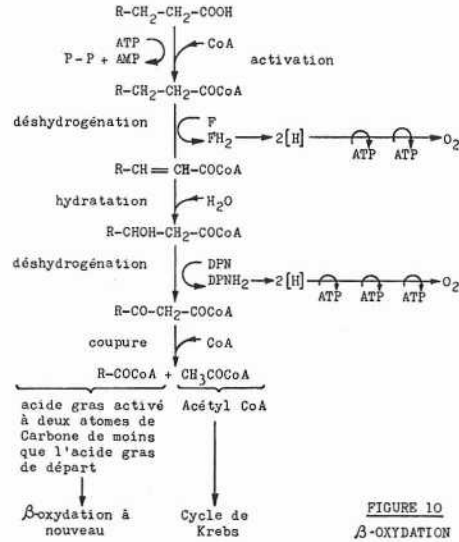 R-CH2-CH2-COOH
ATP
CoA
P-P + AMP
activation
R-CH2-CH2-COCoA
déshydrogénation
F
FH2
2[H]
O2
ATP
ATP
R-CH=CH-COCoA
hydratation
H2O
R-CHOH-CH2-COCoA
déshydrogénation
DPN
DPNH2
2[H]
O2
ATP
ATP
ATP
R-CO-CH2-COCoA
coupure
CoA
R-COCoA + CH3COCoA
acide gras activé
à deux atomes de
Carbone de moins
que l'acide gras
de départ
Acétyl CoA
β-oxydation à
nouveau
Cycle de
Krebs
FIGURE 10
β-OXYDATION